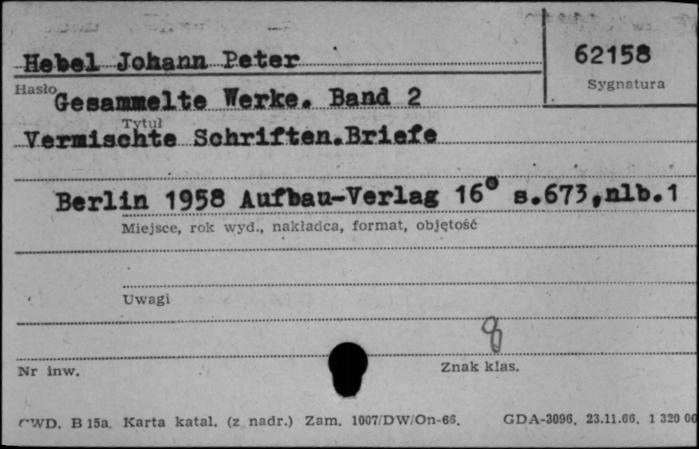 Hebel Johann Peter
62158
Hasło
Sygnatura
Gesammelte Werke. Band 2
Tytuł
Vermischte Schriften.Briefe
Berlin 1958 Aufbau-Verlag 16° s.673,nlb.1
Miejsce, rok wyd., nakładca, format, objętość
Uwagi
8
Nr inw.
Znak klas.
CWD. B 15a. Karta katal. (z nadr.) Zam. 1007/DW/On-66. GDA-3096. 23.11.66. 1 320 00